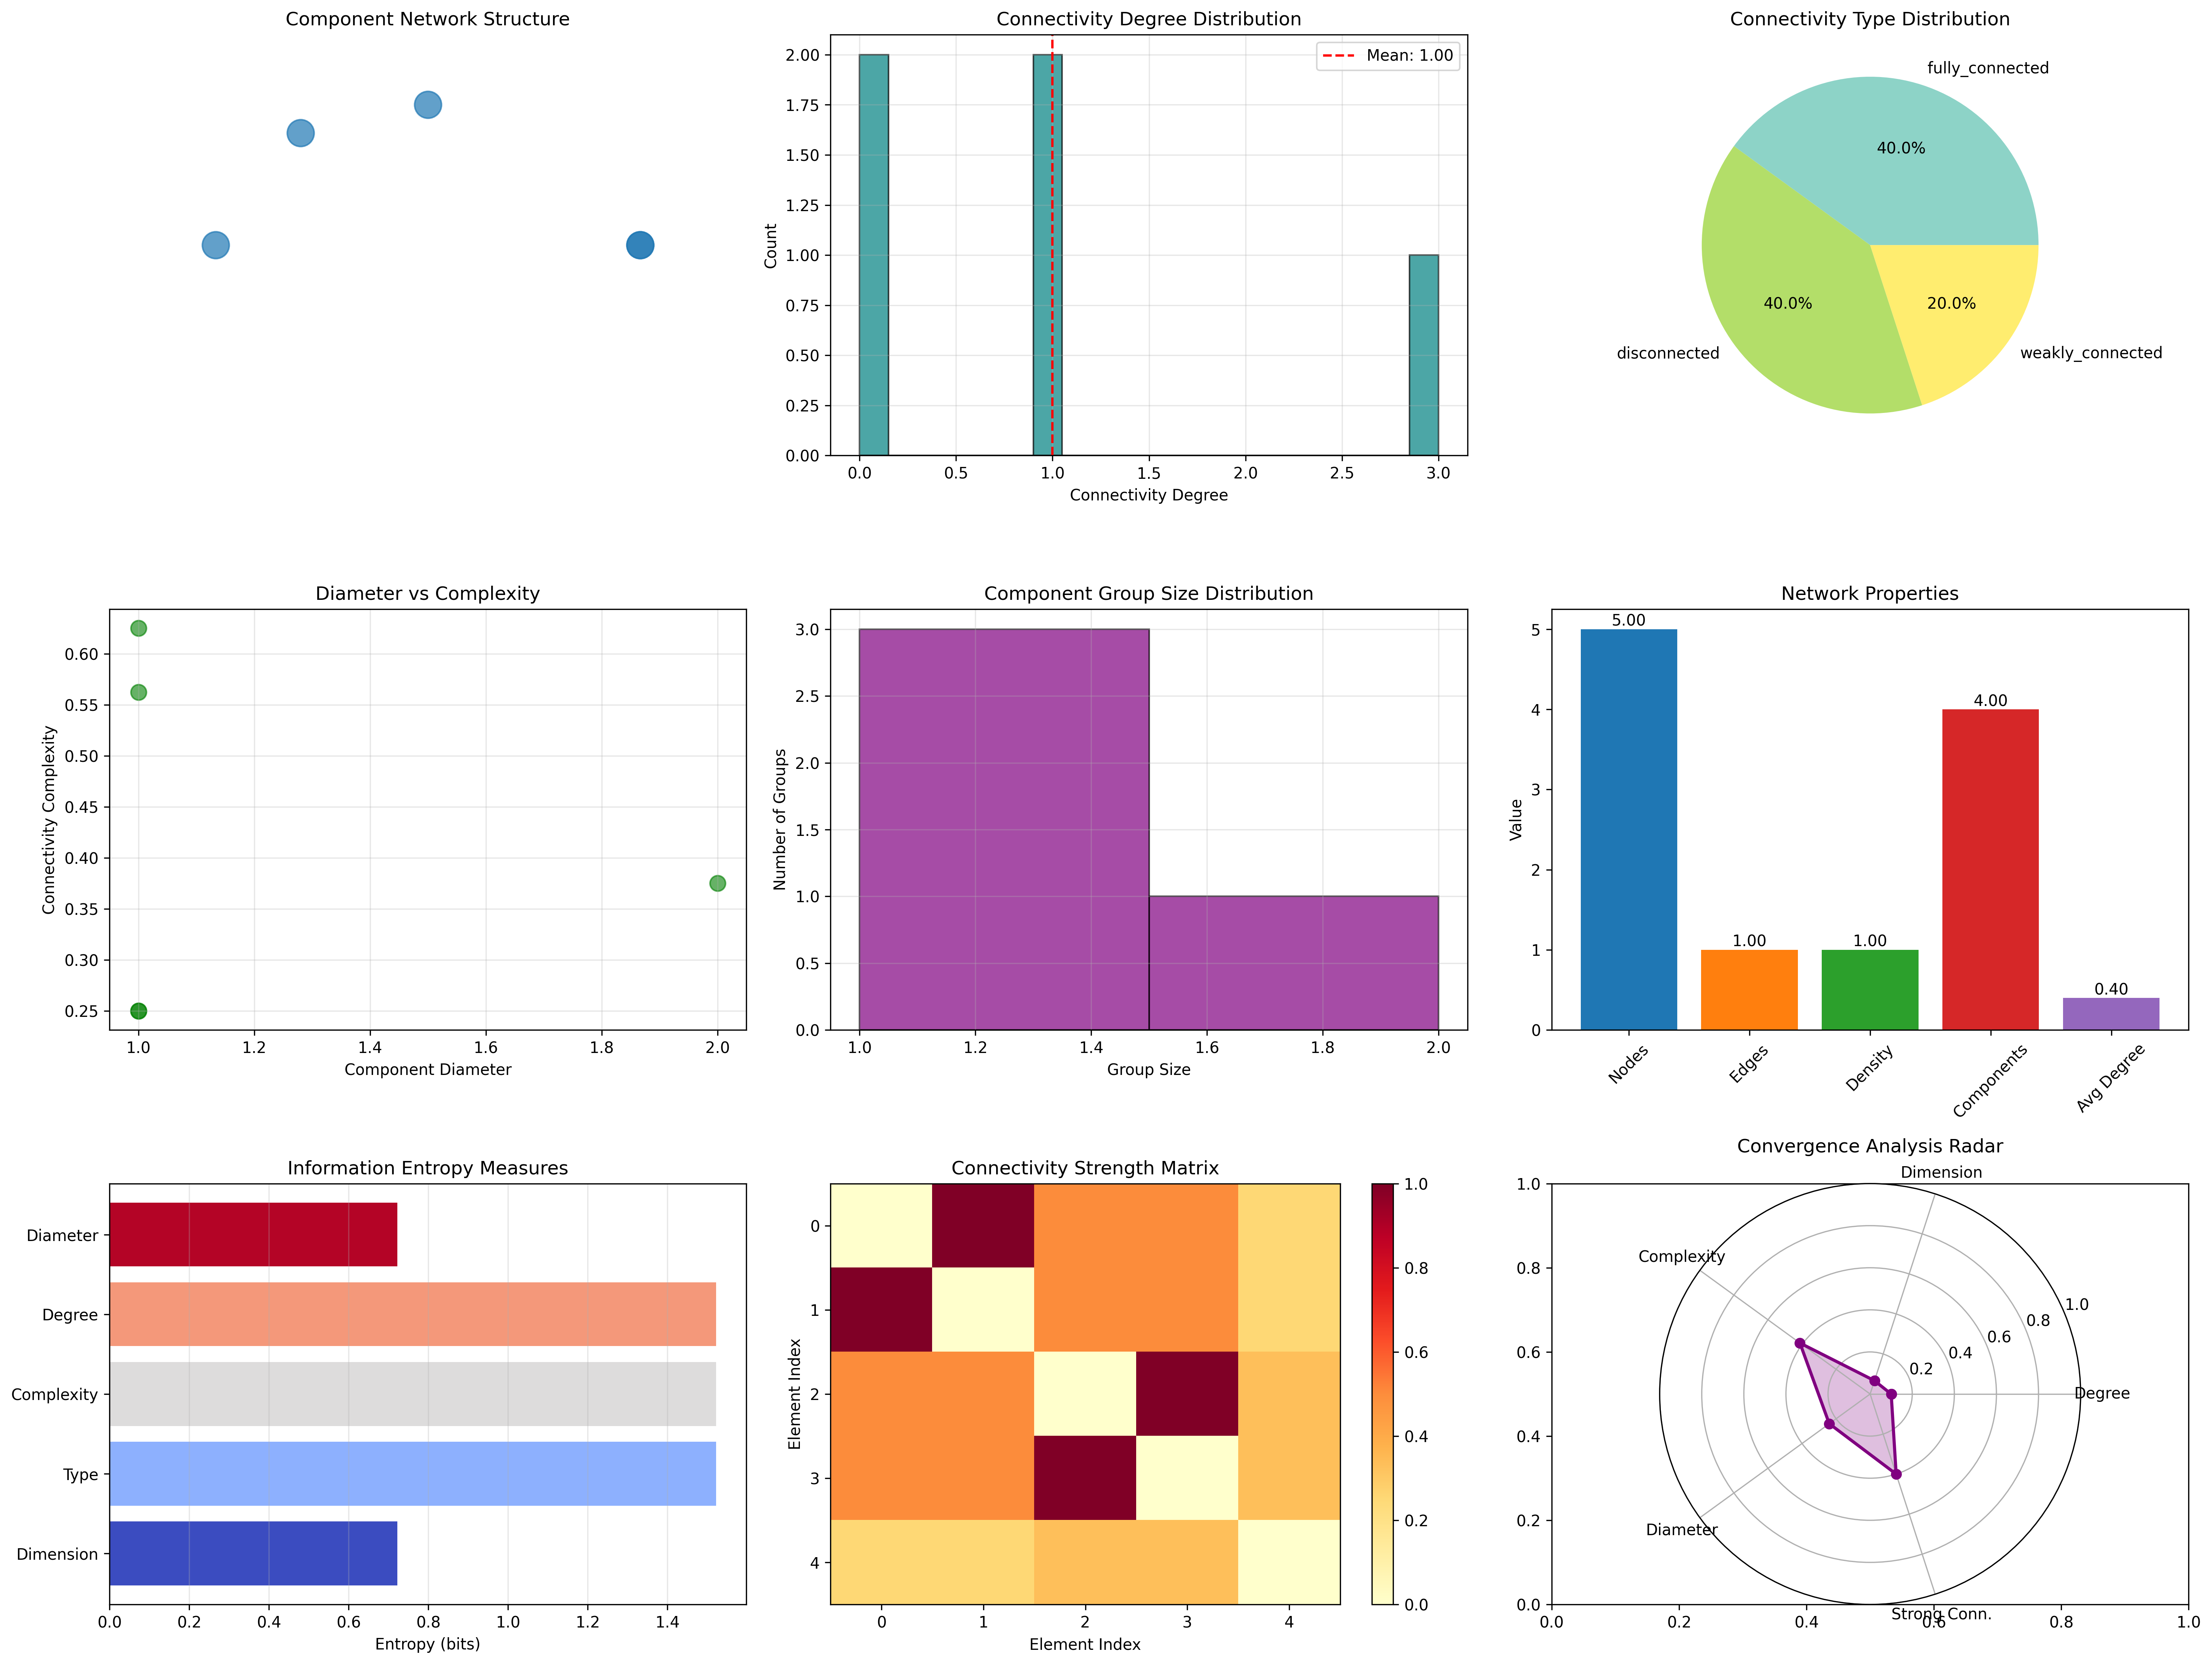 Component Network Structure
Connectivity Degree Distribution
Mean: 1.00
2.00
1.75
1.50
1.25
1.00
0.75
0.50
0.25
0.00
Count
0.0 0.5 1.0 1.5 2.0 2.5 3.0
Connectivity Degree
Connectivity Type Distribution
fully_connected
40.0%
40.0%
20.0%
disconnected
weakly_connected
Diameter vs Complexity
0.60
0.55
0.50
0.45
0.40
0.35
0.30
0.25
Connectivity Complexity
1.0 1.2 1.4 1.6 1.8 2.0
Component Diameter
Component Group Size Distribution
3.0
2.5
2.0
1.5
1.0
0.5
0.0
Number of Groups
1.0 1.2 1.4 1.6 1.8 2.0
Group Size
Network Properties
5
4
3
2
1
0
Value
5.00
1.00
1.00
4.00
0.40
Nodes
Edges
Density
Components
Avg Degree
Information Entropy Measures
Diameter
Degree
Complexity
Type
Dimension
0.0 0.2 0.4 0.6 0.8 1.0 1.2 1.4
Entropy (bits)
Connectivity Strength Matrix
0
1
2
3
4
Element Index
0 1 2 3 4
Element Index
1.0
0.8
0.6
0.4
0.2
0.0
Convergence Analysis Radar
Dimension
Complexity
Degree
Diameter
Strong Conn.
0.2
0.4
0.6
0.8
1.0
1.0
0.8
0.6
0.4
0.2
0.0
0.0 0.2 0.4 0.6 0.8 1.0